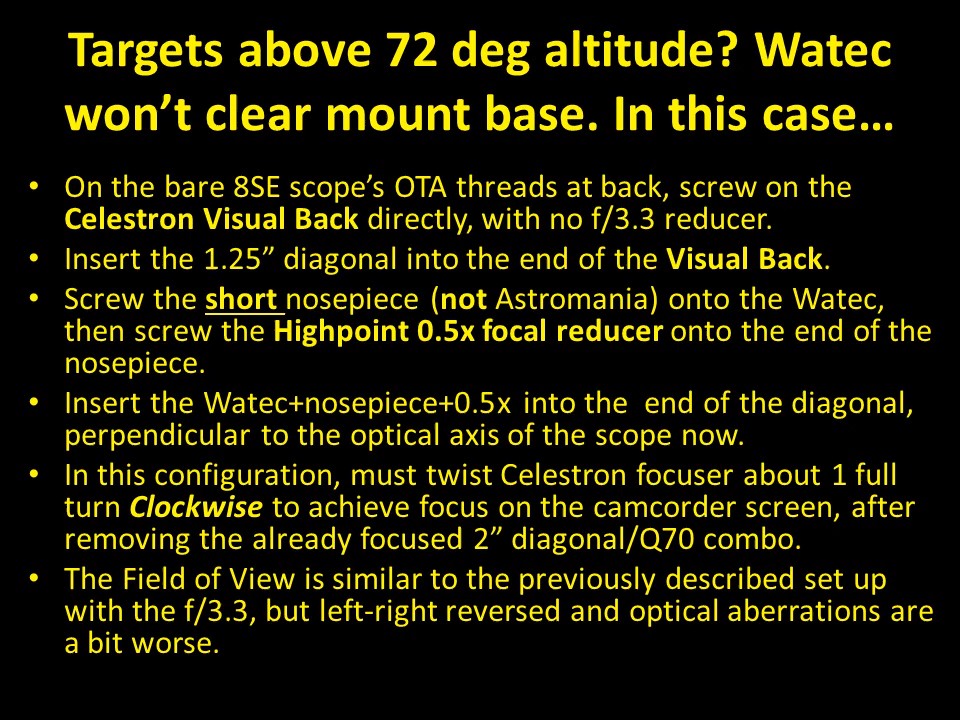 Targets above 72 deg altitude? Watec
won’t clear mount base. In this case…
• On the bare 8SE scope’s OTA threads at back, screw on the
Celestron Visual Back directly, with no f/3.3 reducer.
• Insert the 1.25” diagonal into the end of the Visual Back.
• Screw the short nosepiece (not Astromania) onto the Watec,
then screw the Highpoint 0.5x focal reducer onto the end of the
nosepiece.
• Insert the Watec+nosepiece+0.5x into the end of the diagonal,
perpendicular to the optical axis of the scope now.
• In this configuration, must twist Celestron focuser about 1 full
turn Clockwise to achieve focus on the camcorder screen, after
removing the already focused 2” diagonal/Q70 combo.
• The Field of View is similar to the previously described set up
with the f/3.3, but left-right reversed and optical aberrations are
a bit worse.